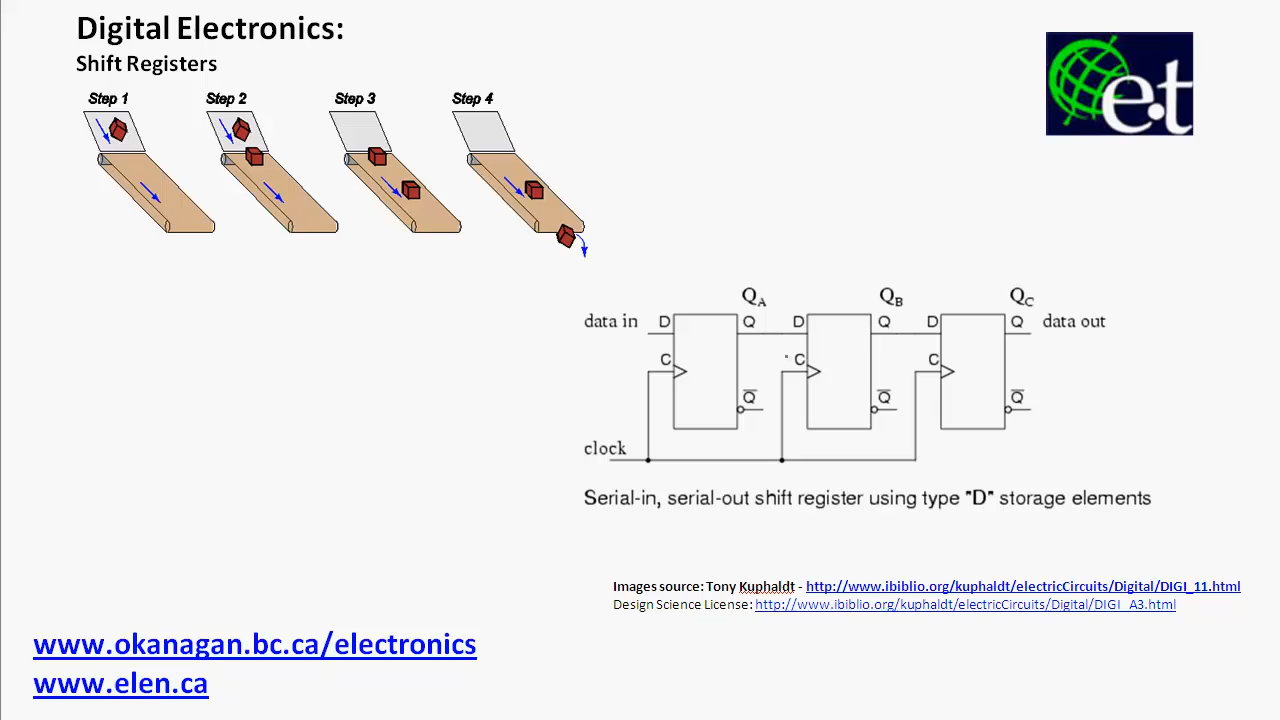 Digital Electronics:
Shift Registers
Step 1 Step 2 Step 3 Step 4
e.t
Q_A Q_B Q_C
data in D Q D Q D Q data out
C C C
Q̅ Q̅ Q̅
clock
Serial-in, serial-out shift register using type "D" storage elements
Images source: Tony Kuphaldt - http://www.ibiblio.org/kuphaldt/electricCircuits/Digital/DIGI_11.html
Design Science License: http://www.ibiblio.org/kuphaldt/electricCircuits/Digital/DIGI_A3.html
www.okanagan.bc.ca/electronics
www.elen.ca